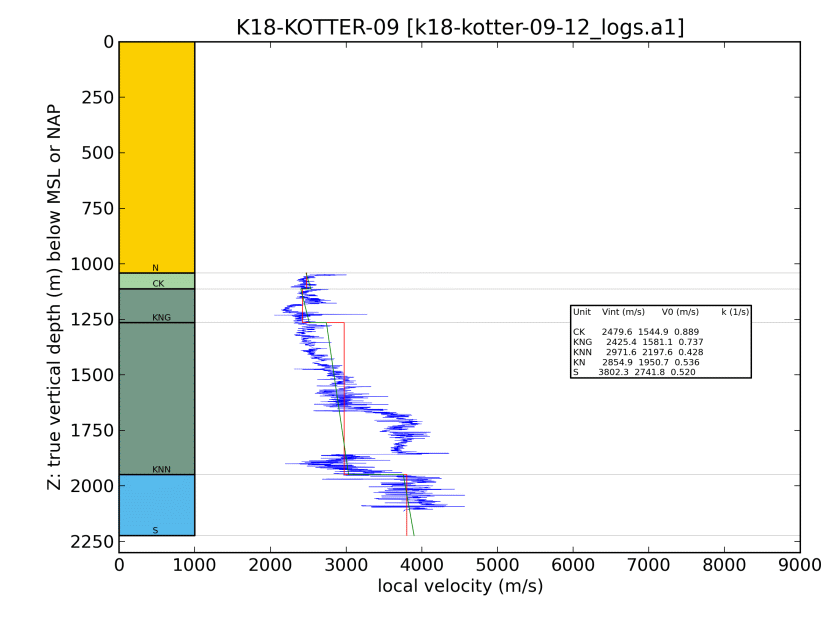 K18-KOTTER-09 [k18-kotter-09-12_logs.a1]
Z: true vertical depth (m) below MSL or NAP
0
250
500
750
1000
1250
1500
1750
2000
2250
N
CK
KNG
KNN
S
Unit Vint (m/s) V0 (m/s) k (1/s)
CK 2479.6 1544.9 0.889
KNG 2425.4 1581.1 0.737
KNN 2971.6 2197.6 0.428
KN 2854.9 1950.7 0.536
S 3802.3 2741.8 0.520
0 1000 2000 3000 4000 5000 6000 7000 8000 9000
local velocity (m/s)